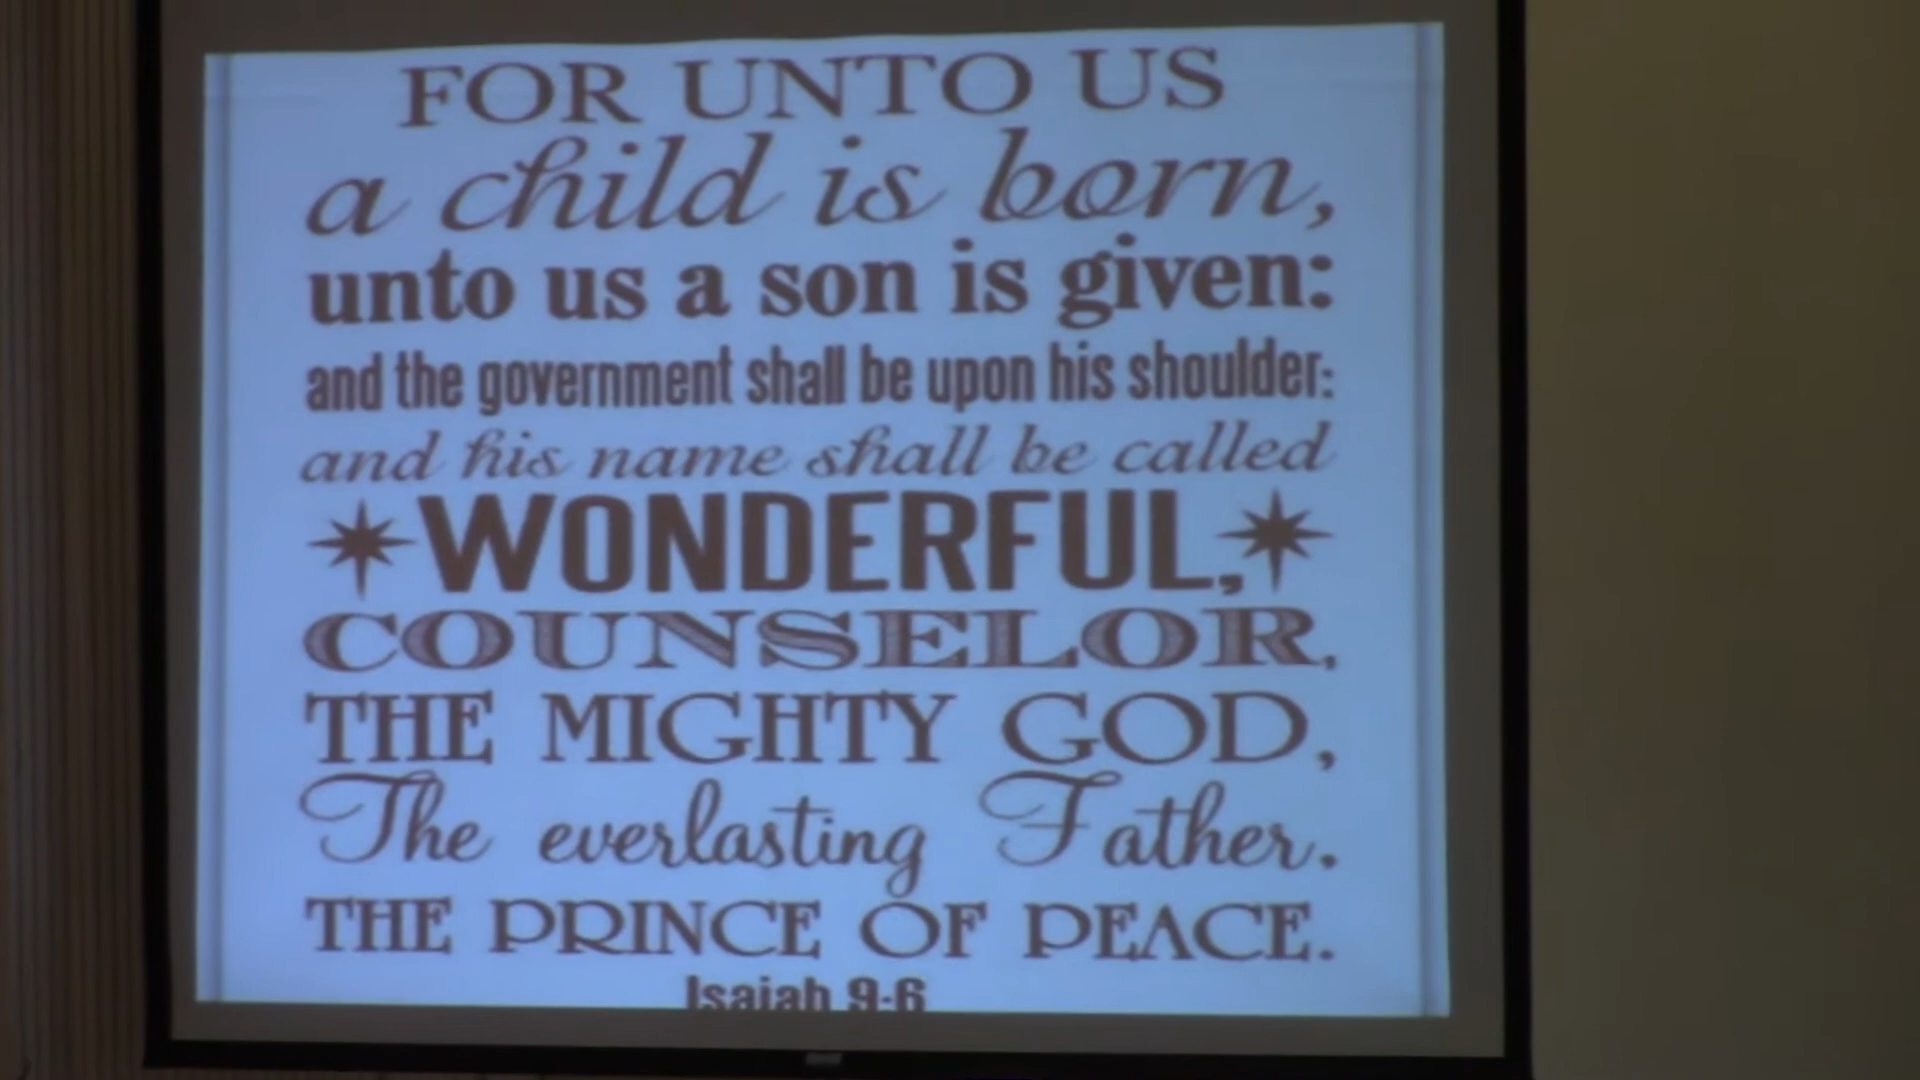 FOR UNTO US
a child is born,
unto us a son is given:
and the government shall be upon his shoulder:
and his name shall be called
WONDERFUL,
COUNSELOR,
THE MIGHTY GOD,
The everlasting Father.
THE PRINCE OF PEACE.
Isaiah 9-6